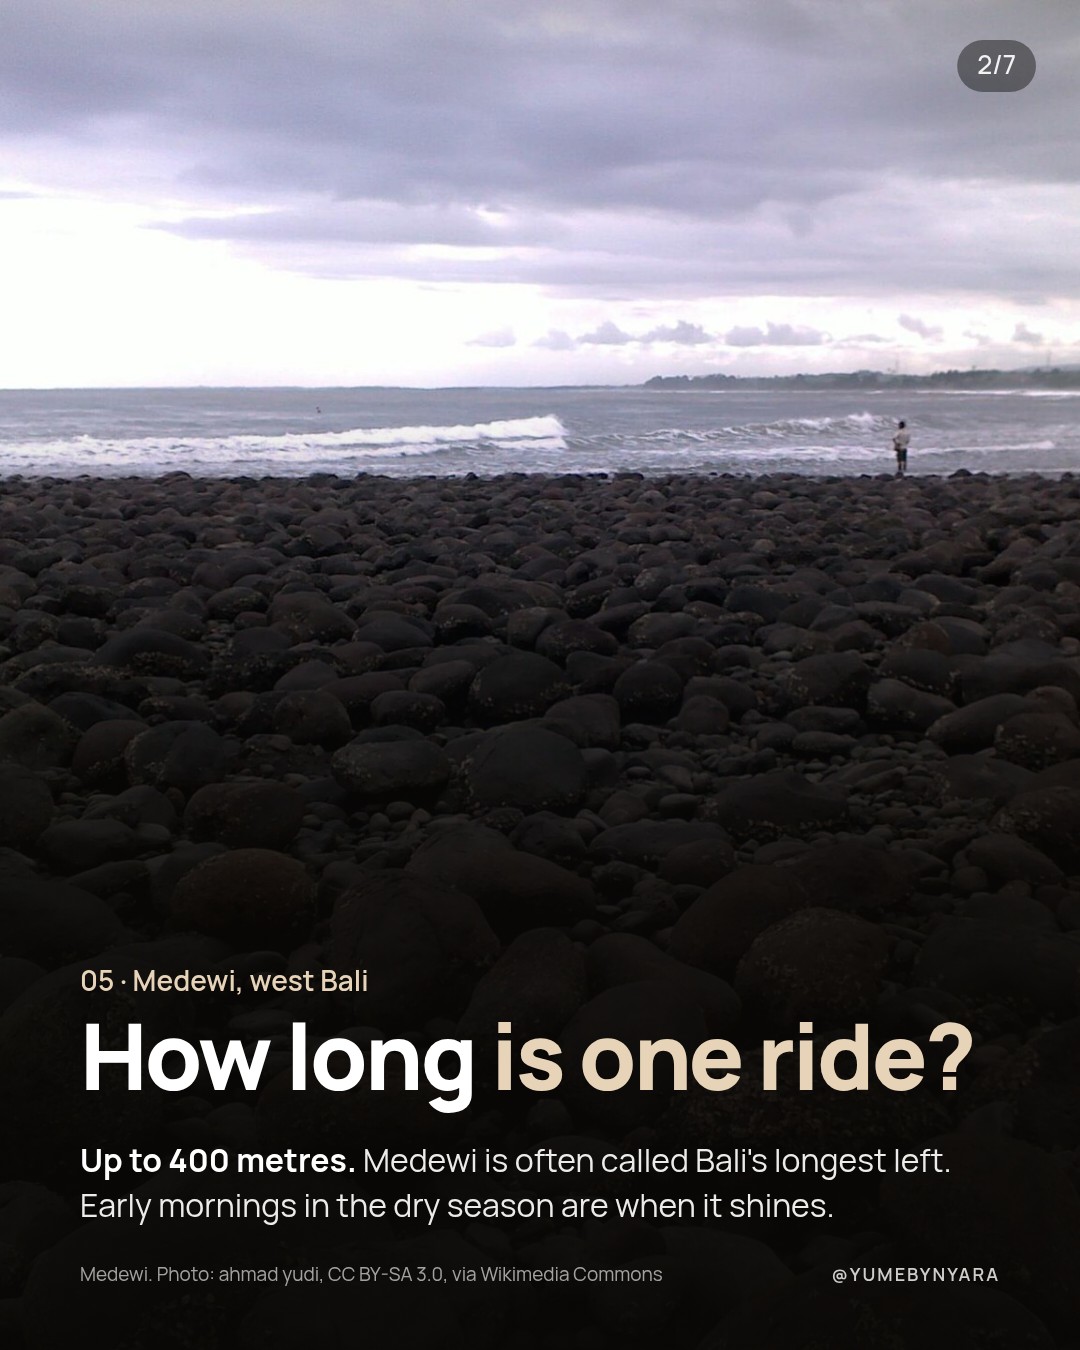 2/7
05 · Medewi, west Bali
How long is one ride?
Up to 400 metres. Medewi is often called Bali's longest left.
Early mornings in the dry season are when it shines.
Medewi. Photo: ahmad yudi, CC BY-SA 3.0, via Wikimedia Commons
@YUMEBYNYARA